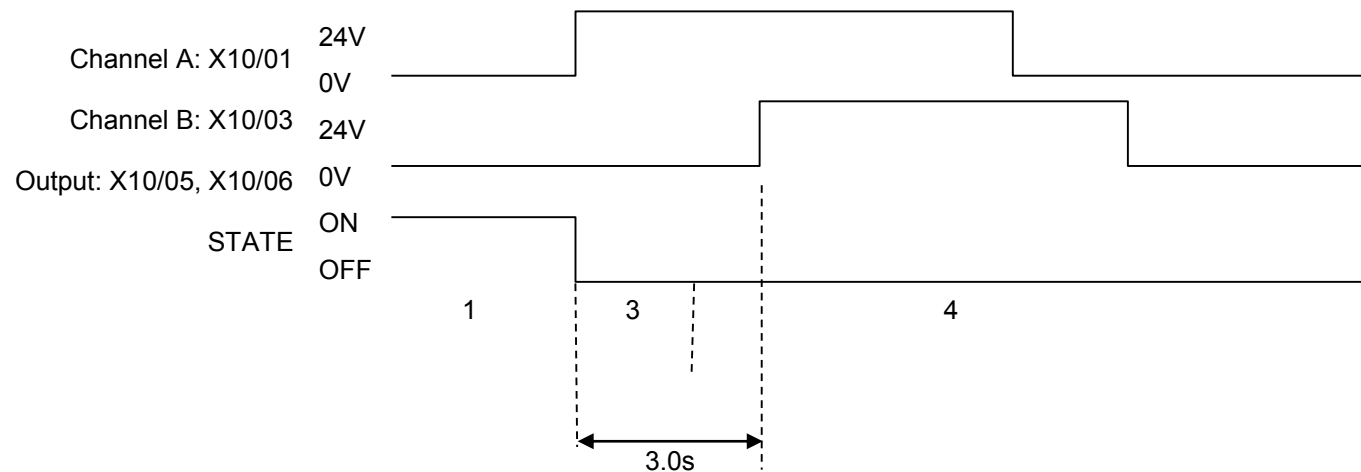 Channel A: X10/01
24V
0V
Channel B: X10/03
24V
0V
Output: X10/05, X10/06
STATE
ON
OFF
1
3
4
3.0s